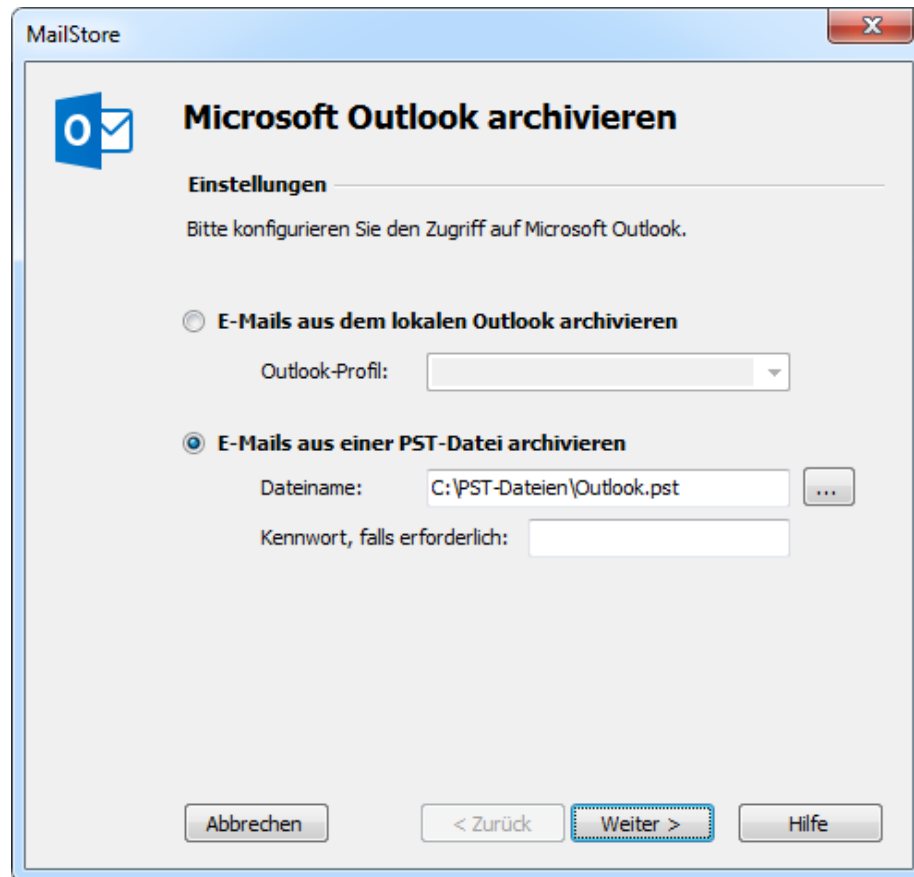 MailStore
Microsoft Outlook archivieren
Einstellungen
Bitte konfigurieren Sie den Zugriff auf Microsoft Outlook.
E-Mails aus dem lokalen Outlook archivieren
Outlook-Profil:
E-Mails aus einer PST-Datei archivieren
Dateiname: C:\PST-Dateien\Outlook.pst ...
Kennwort, falls erforderlich:
Abbrechen < Zurück Weiter > Hilfe